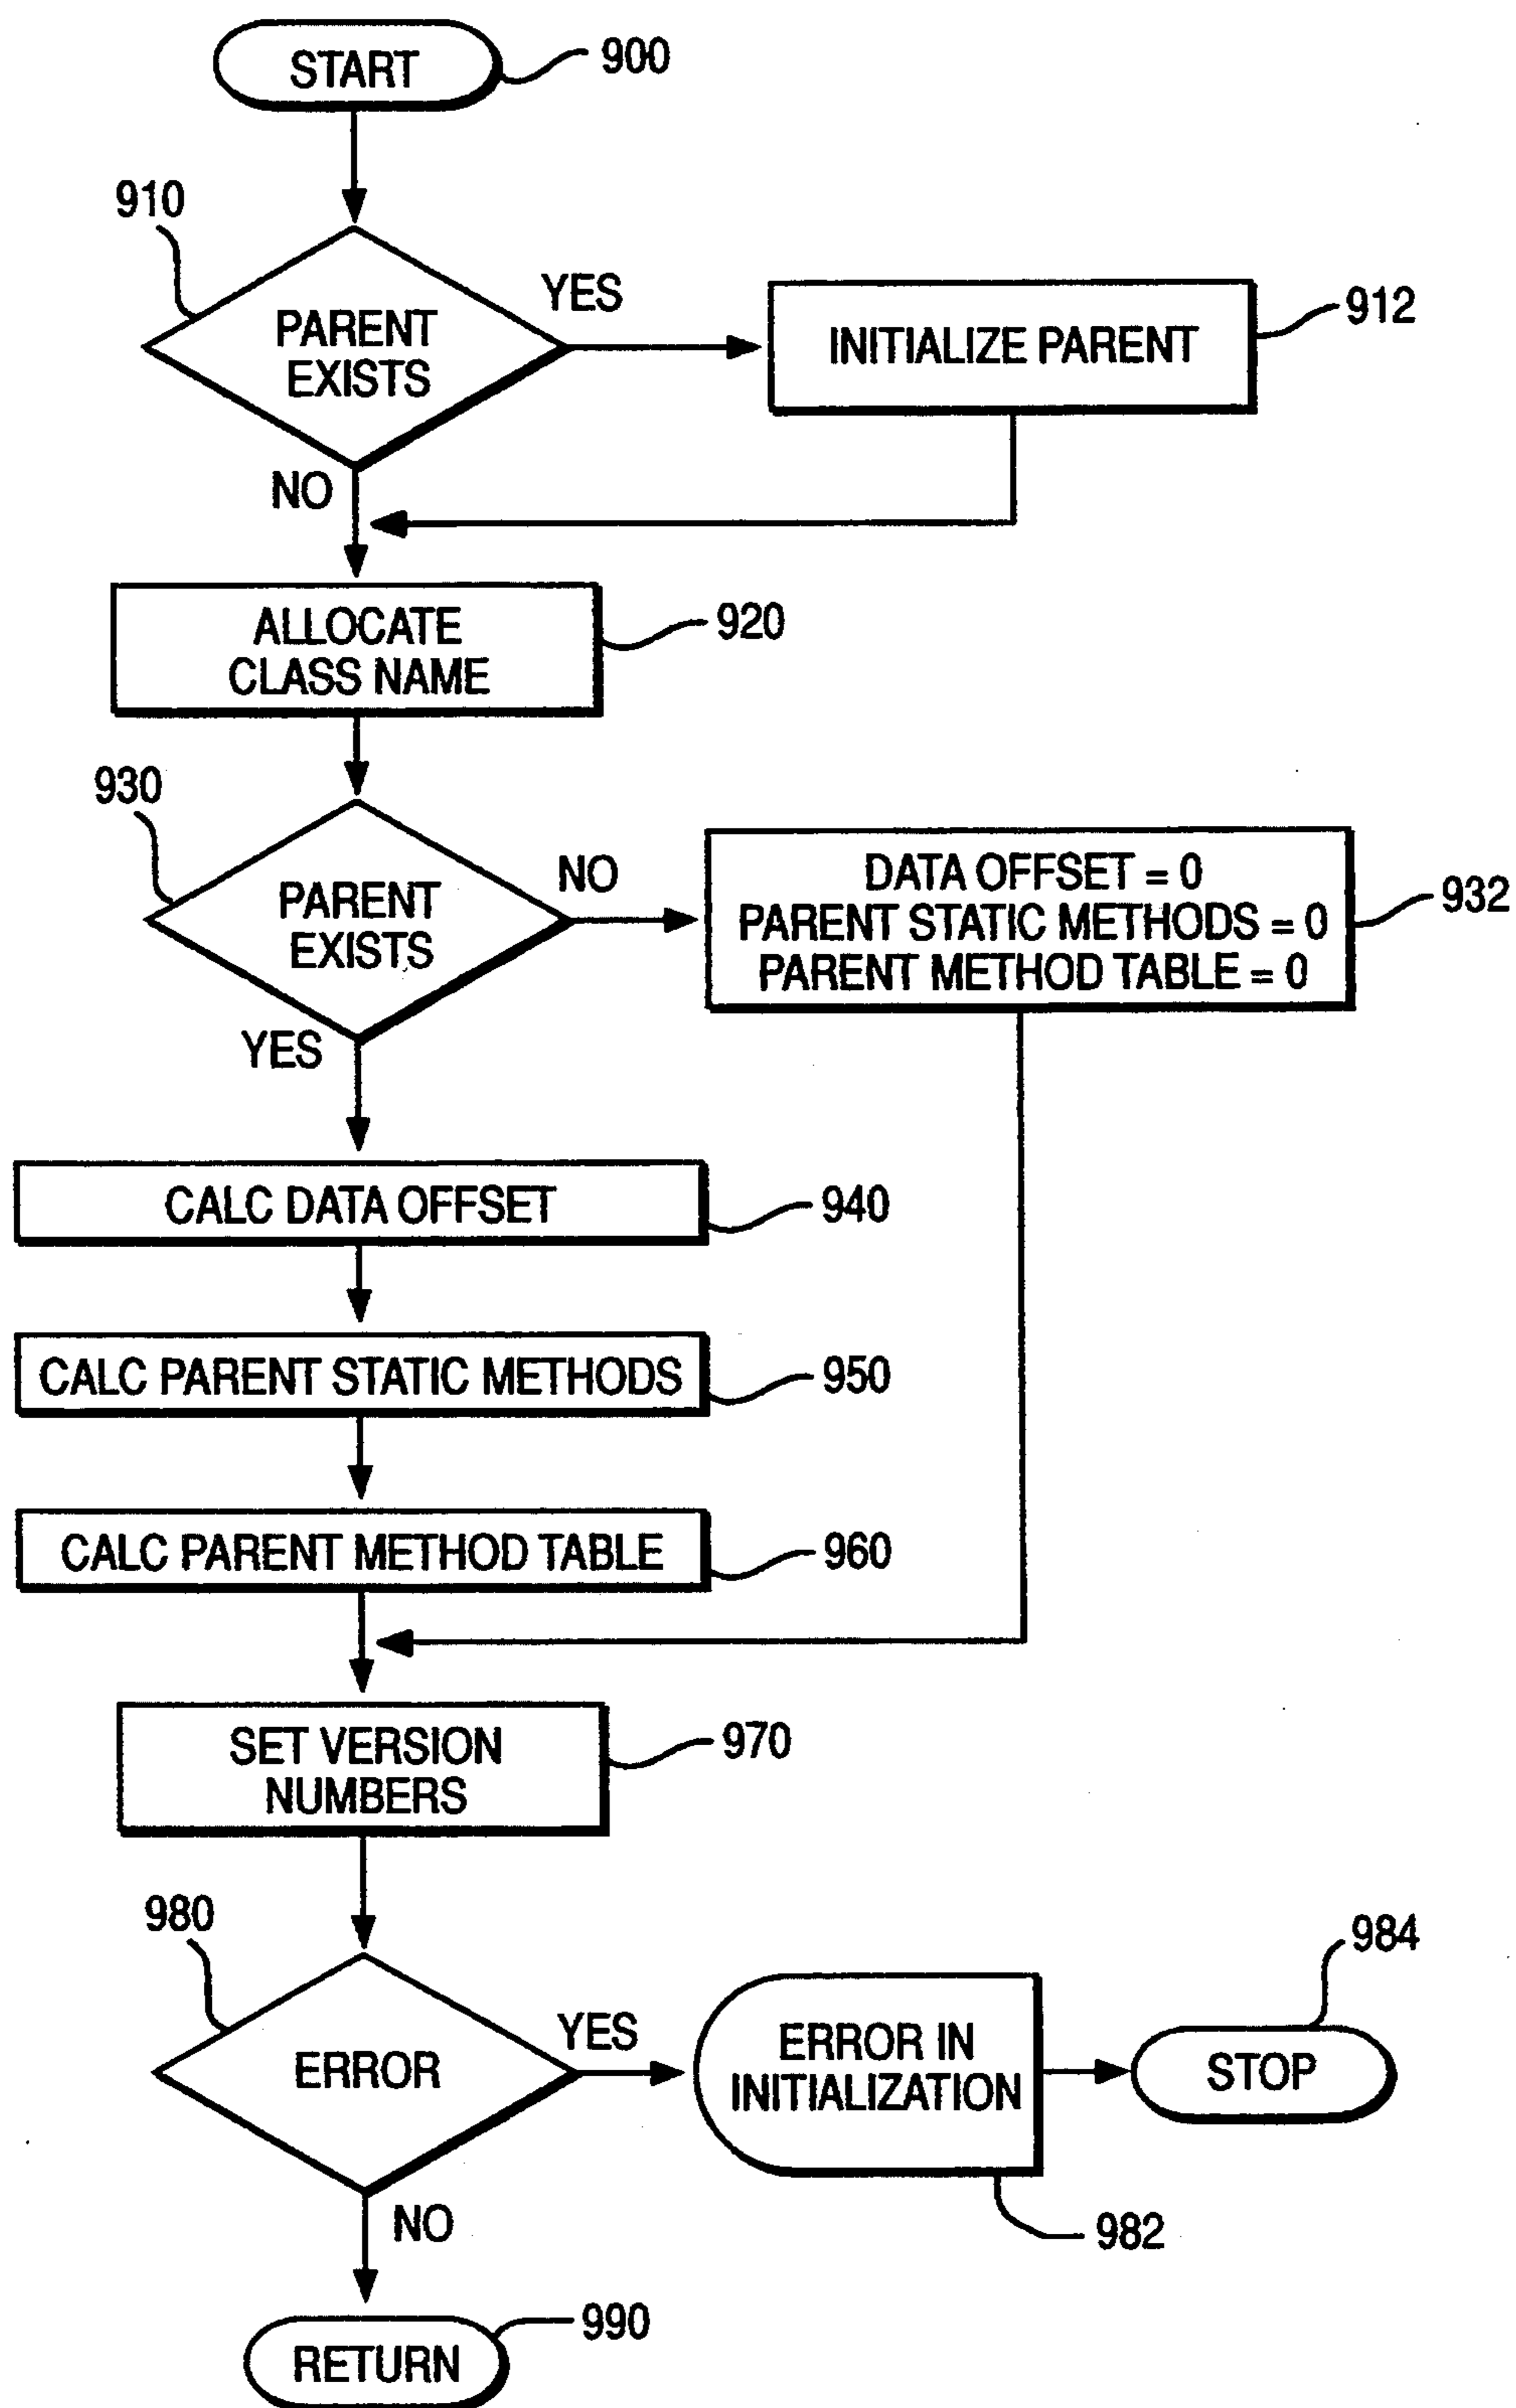 START
900
910
PARENT
EXISTS
YES
INITIALIZE PARENT
912
NO
ALLOCATE
CLASS NAME
920
930
PARENT
EXISTS
NO
DATA OFFSET = 0
PARENT STATIC METHODS = 0
PARENT METHOD TABLE = 0
932
YES
CALC DATA OFFSET
940
CALC PARENT STATIC METHODS
950
CALC PARENT METHOD TABLE
960
SET VERSION
NUMBERS
970
980
ERROR
YES
ERROR IN
INITIALIZATION
982
STOP
984
NO
RETURN
990